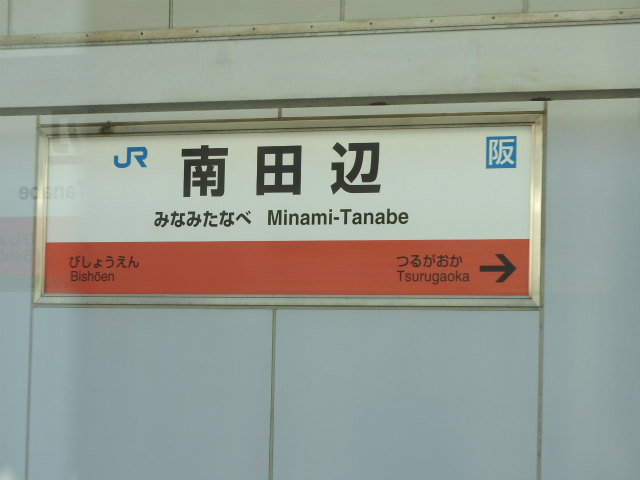 JR 南田辺 阪
みなみたなべ Minami-Tanabe
びしょうえん つるがおか →
Bishōen Tsurugaoka